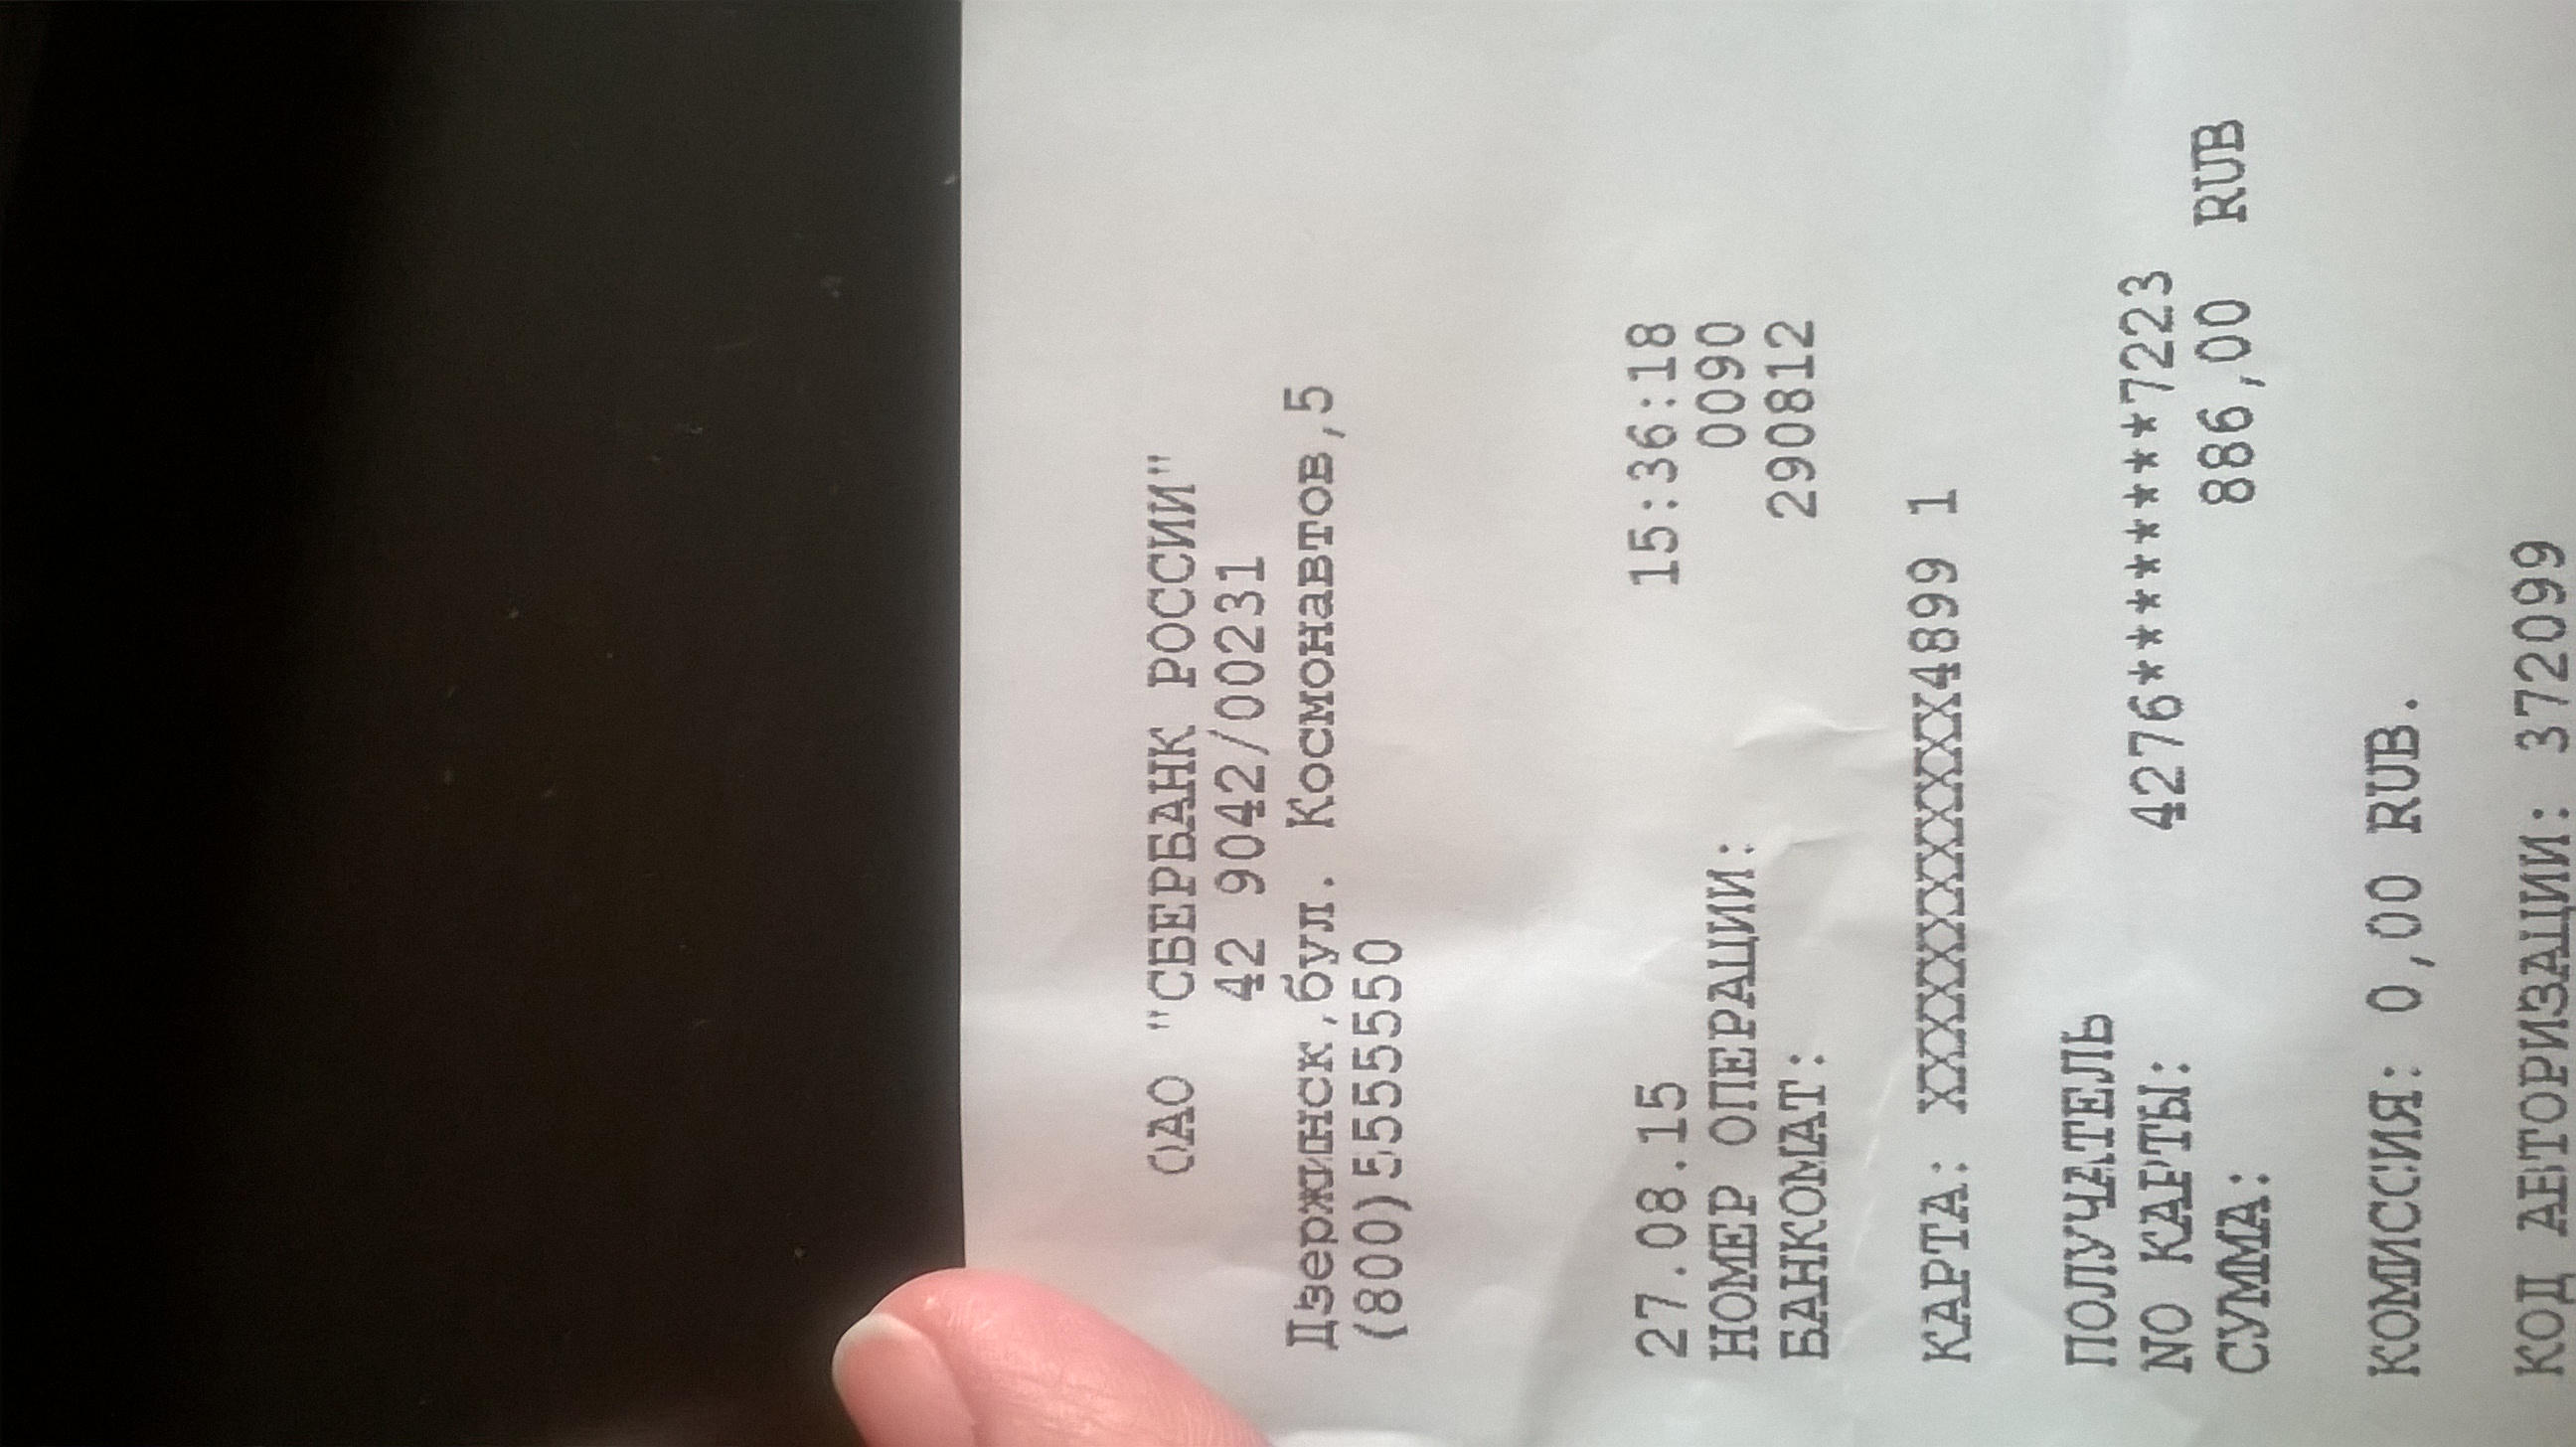 ОАО "СБЕРБАНК РОССИИ"
42 9042/00231
Дзержинск,бул. Космонавтов,5
(800)5555550
27.08.15 15:36:18
НОМЕР ОПЕРАЦИИ: 0090
БАНКОМАТ: 290812
КАРТА: XXXXXXXXXXXX4899 1
ПОЛУЧАТЕЛЬ
NO КАРТЫ: 4276********7223
СУММА: 886,00 RUB
КОМИССИЯ: 0,00 RUB.
КОД АВТОРИЗАЦИИ: 372099